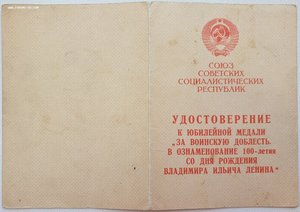 СОЮЗ
СОВЕТСКИХ
СОЦИАЛИСТИЧЕСКИХ
РЕСПУБЛИК
УДОСТОВЕРЕНИЕ
К ЮБИЛЕЙНОЙ МЕДАЛИ
„ЗА ВОИНСКУЮ ДОБЛЕСТЬ.
В ОЗНАМЕНОВАНИЕ 100-летия
СО ДНЯ РОЖДЕНИЯ
ВЛАДИМИРА ИЛЬИЧА ЛЕНИНА“